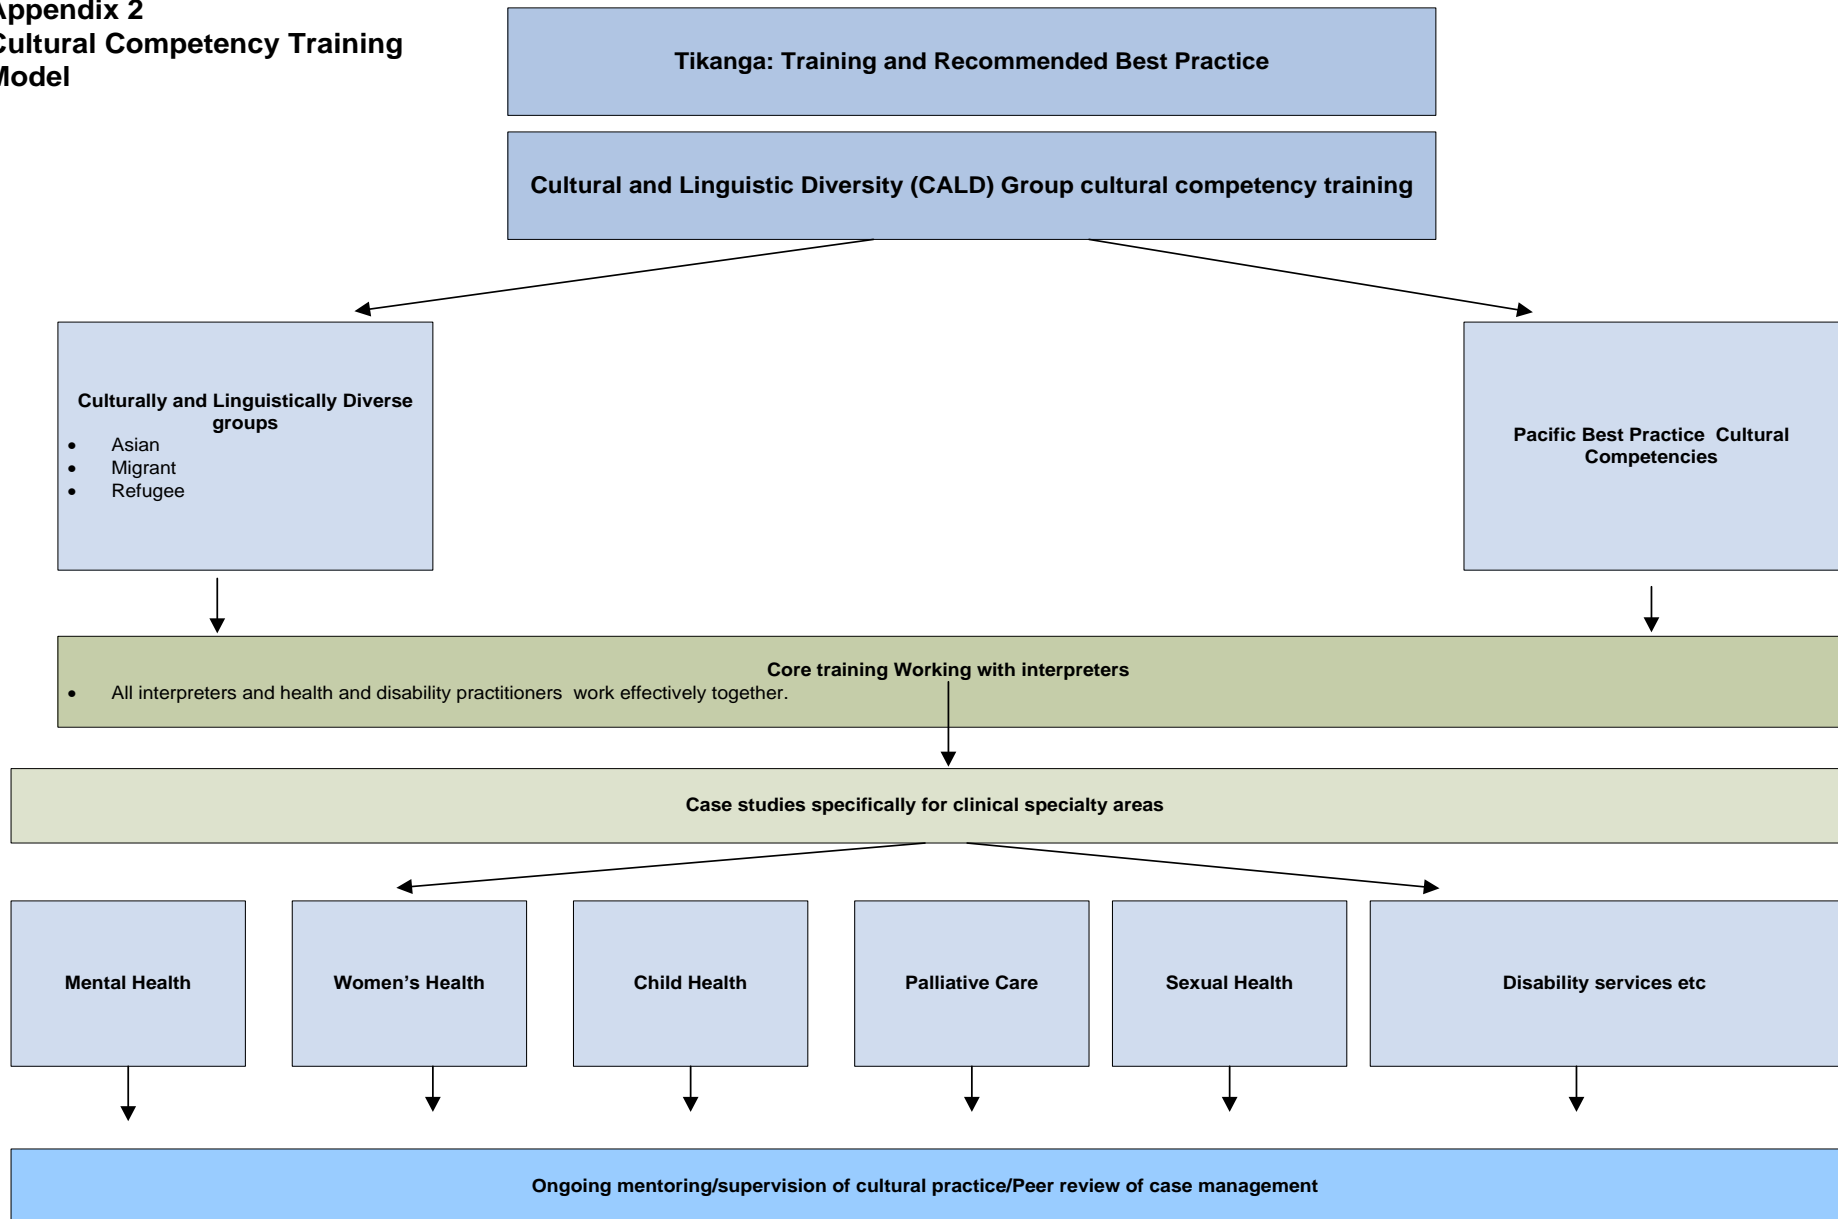 Appendix 2
Cultural Competency Training
Model
Tikanga: Training and Recommended Best Practice
Cultural and Linguistic Diversity (CALD) Group cultural competency training
Culturally and Linguistically Diverse
groups
• Asian
• Migrant
• Refugee
Pacific Best Practice Cultural
Competencies
Core training Working with interpreters
• All interpreters and health and disability practitioners work effectively together.
Case studies specifically for clinical specialty areas
Mental Health
Women’s Health
Child Health
Palliative Care
Sexual Health
Disability services etc
Ongoing mentoring/supervision of cultural practice/Peer review of case management